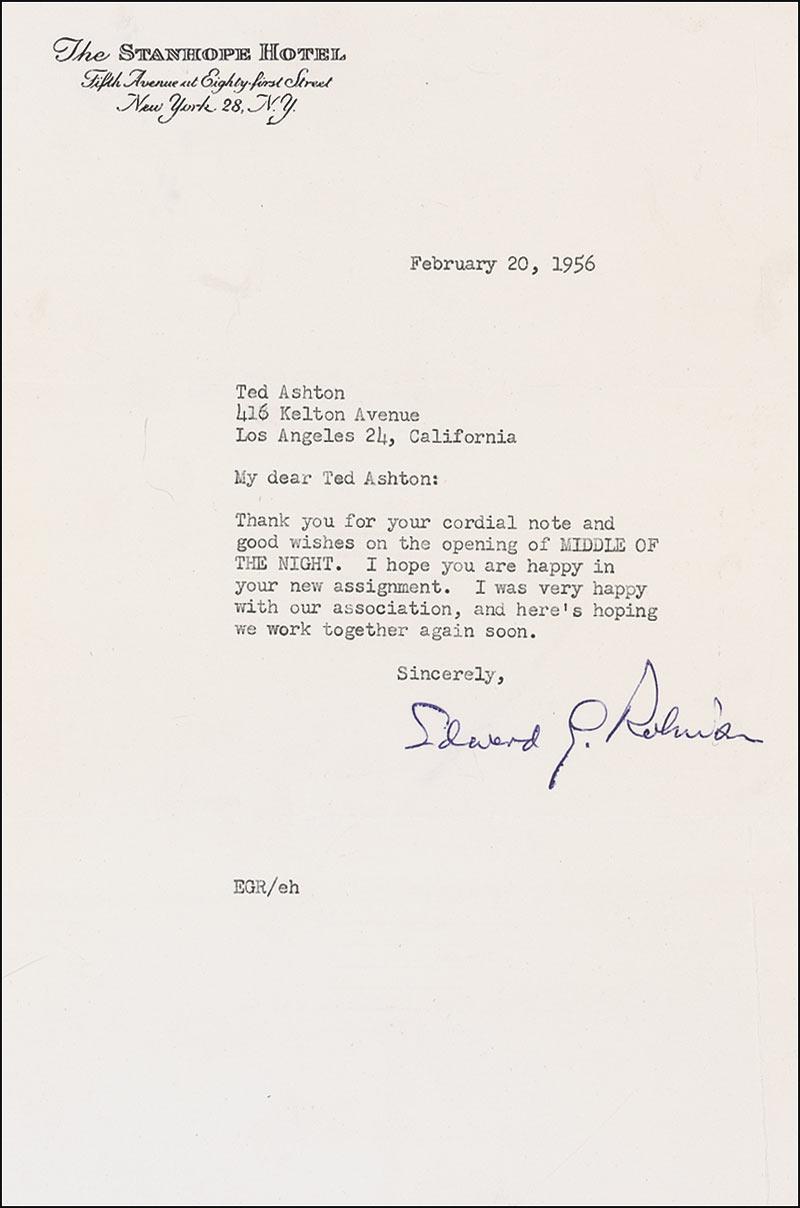 The STANHOPE HOTEL
Fifth Avenue at Eighty-first Street
New York 28, N.Y.
February 20, 1956
Ted Ashton
416 Kelton Avenue
Los Angeles 24, California
My dear Ted Ashton:
Thank you for your cordial note and
good wishes on the opening of MIDDLE OF
THE NIGHT.  I hope you are happy in
your new assignment.  I was very happy
with our association, and here's hoping
we work together again soon.
Sincerely,
Edward G. Robinson
EGR/eh